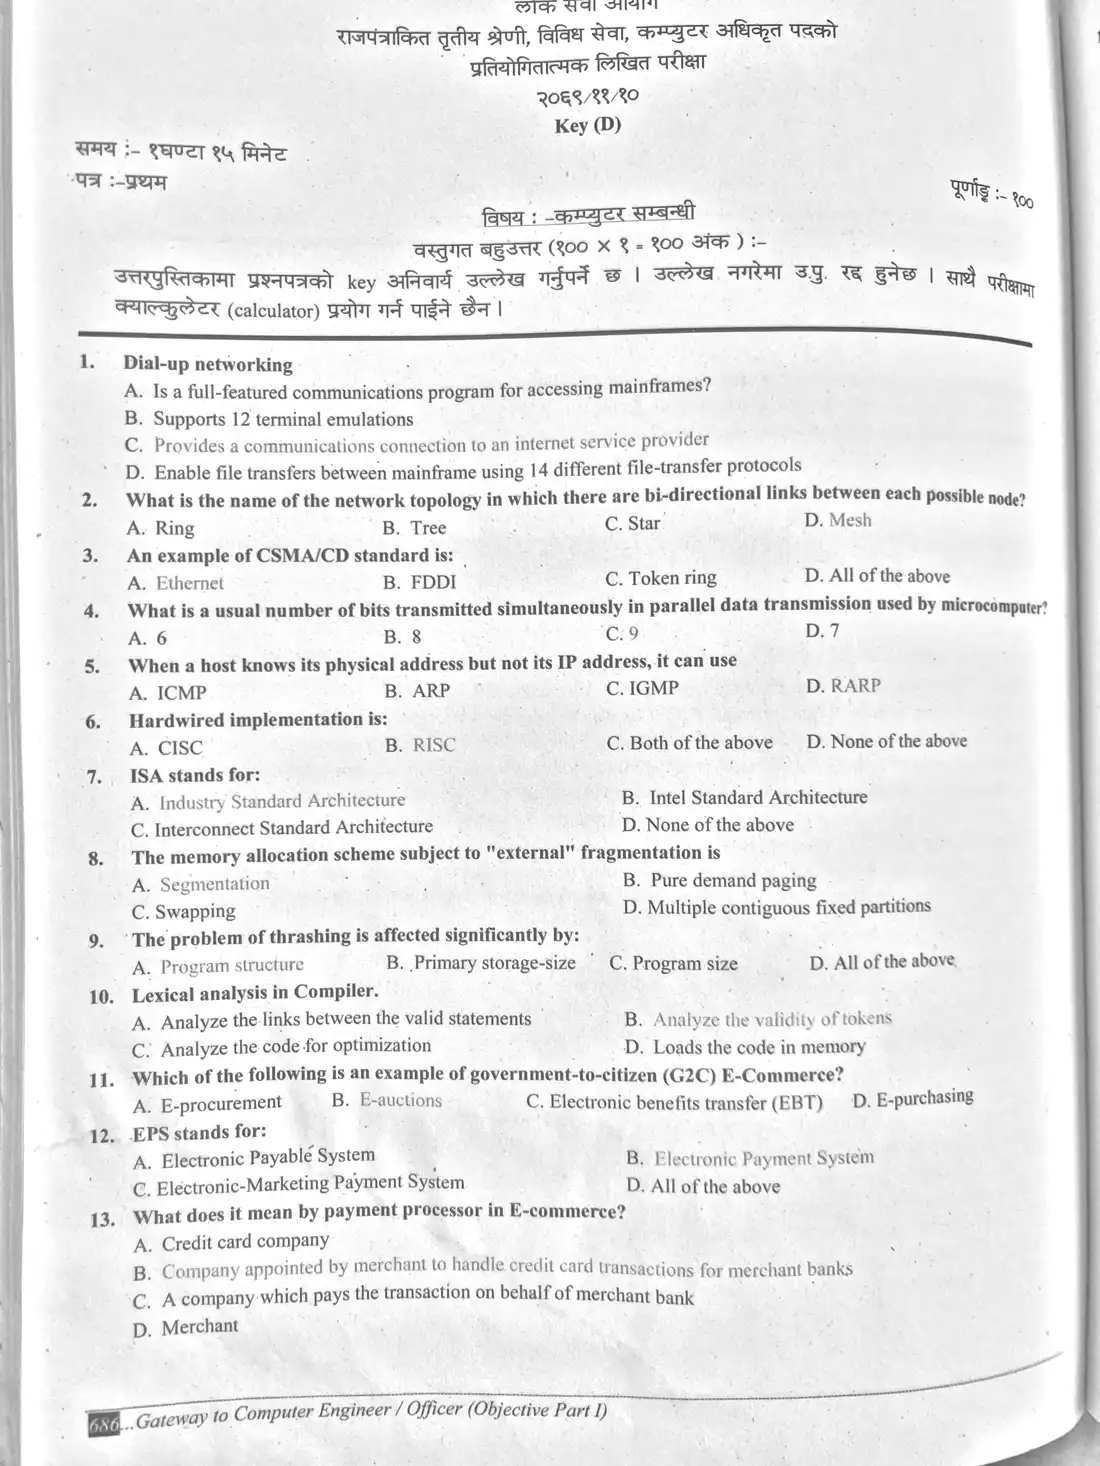 लोक सेवा आयोग
राजपत्रांकित तृतीय श्रेणी, विविध सेवा, कम्प्युटर अधिकृत पदको
प्रतियोगितात्मक लिखित परीक्षा
२०६९/११/१०
Key (D)
समय :- १घण्टा १५ मिनेट
पत्र :-प्रथम
पूर्णाङ्क :- १००
विषय : -कम्प्युटर सम्बन्धी
वस्तुगत बहुउत्तर (१०० × १ = १०० अंक ) :-
उत्तरपुस्तिकामा प्रश्नपत्रको key अनिवार्य उल्लेख गर्नुपर्ने छ । उल्लेख नगरेमा उ.पु. रद्द हुनेछ । साथै परीक्षामा
क्याल्कुलेटर (calculator) प्रयोग गर्न पाईने छैन ।
1. Dial-up networking
A. Is a full-featured communications program for accessing mainframes?
B. Supports 12 terminal emulations
C. Provides a communications connection to an internet service provider
D. Enable file transfers between mainframe using 14 different file-transfer protocols
2. What is the name of the network topology in which there are bi-directional links between each possible node?
A. Ring B. Tree C. Star D. Mesh
3. An example of CSMA/CD standard is:
A. Ethernet B. FDDI C. Token ring D. All of the above
4. What is a usual number of bits transmitted simultaneously in parallel data transmission used by microcomputer?
A. 6 B. 8 C. 9 D. 7
5. When a host knows its physical address but not its IP address, it can use
A. ICMP B. ARP C. IGMP D. RARP
6. Hardwired implementation is:
A. CISC B. RISC C. Both of the above D. None of the above
7. ISA stands for:
A. Industry Standard Architecture B. Intel Standard Architecture
C. Interconnect Standard Architecture D. None of the above
8. The memory allocation scheme subject to "external" fragmentation is
A. Segmentation B. Pure demand paging
C. Swapping D. Multiple contiguous fixed partitions
9. The problem of thrashing is affected significantly by:
A. Program structure B. Primary storage-size C. Program size D. All of the above
10. Lexical analysis in Compiler.
A. Analyze the links between the valid statements B. Analyze the validity of tokens
C. Analyze the code for optimization D. Loads the code in memory
11. Which of the following is an example of government-to-citizen (G2C) E-Commerce?
A. E-procurement B. E-auctions C. Electronic benefits transfer (EBT) D. E-purchasing
12. EPS stands for:
A. Electronic Payable System B. Electronic Payment System
C. Electronic-Marketing Payment System D. All of the above
13. What does it mean by payment processor in E-commerce?
A. Credit card company
B. Company appointed by merchant to handle credit card transactions for merchant banks
C. A company which pays the transaction on behalf of merchant bank
D. Merchant
686...Gateway to Computer Engineer / Officer (Objective Part I)